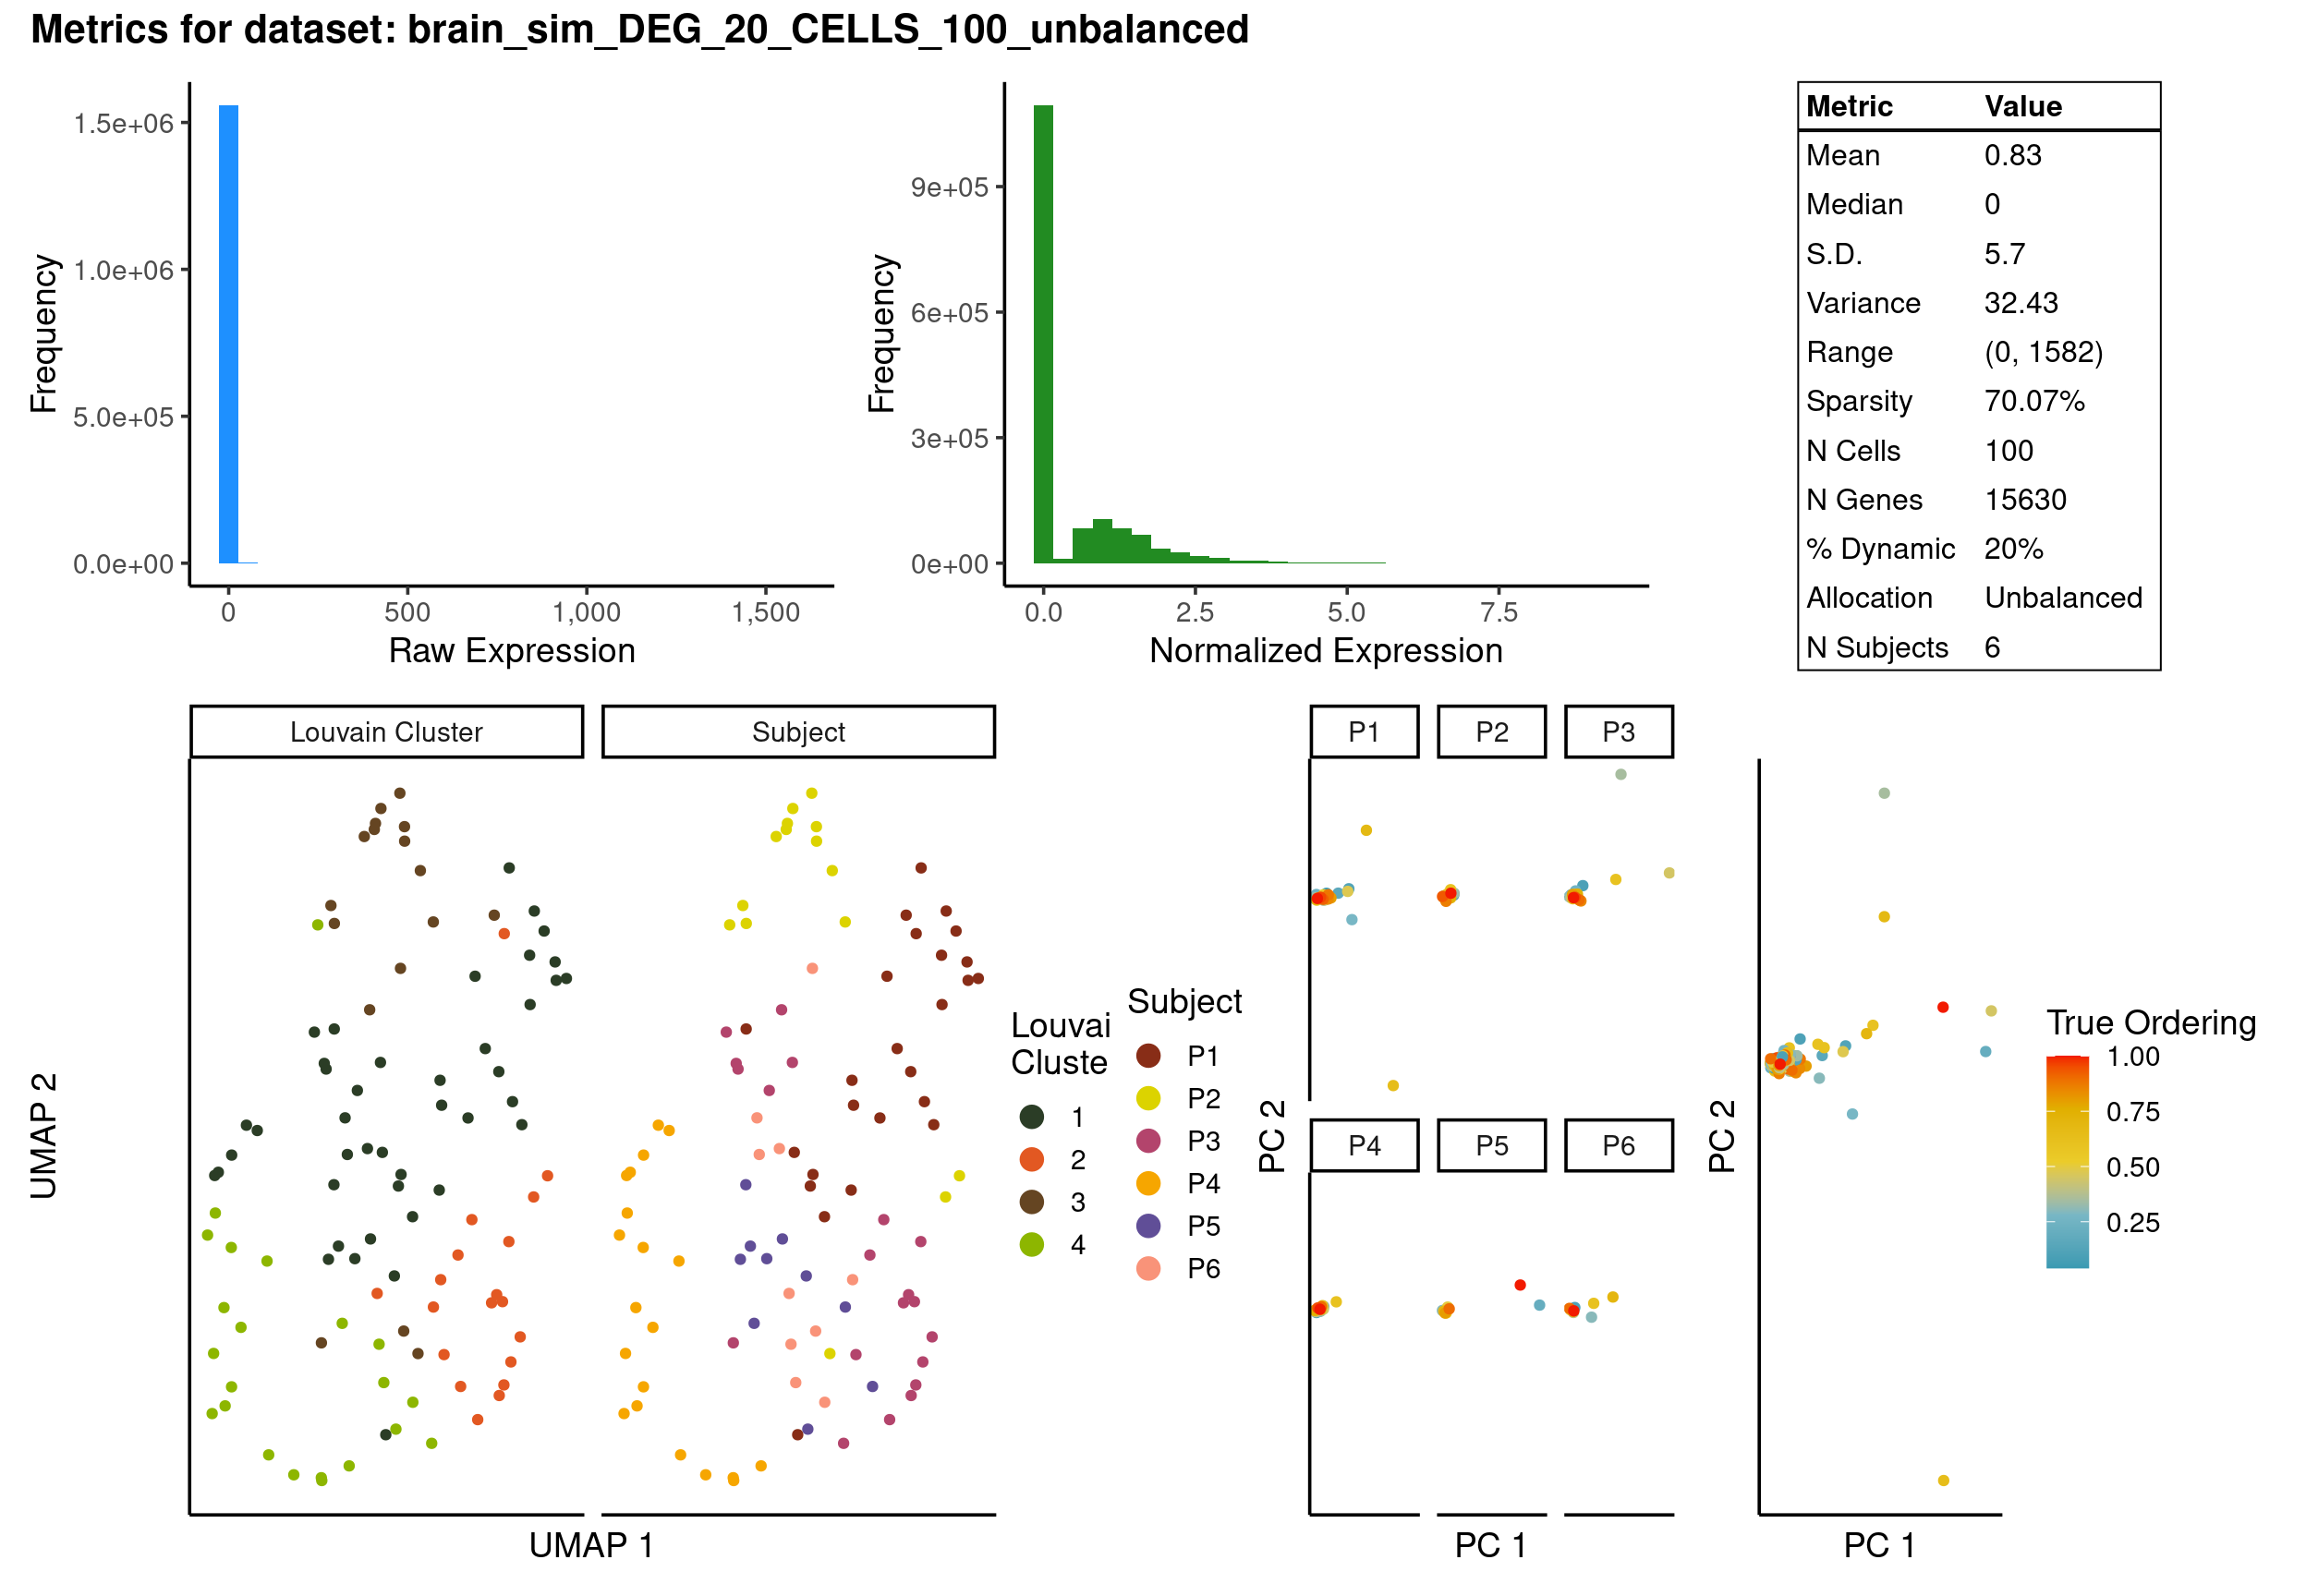 Metrics for dataset: brain_sim_DEG_20_CELLS_100_unbalanced
Frequency
1.5e+06
1.0e+06
5.0e+05
0.0e+00
0 500 1,000 1,500
Raw Expression
Frequency
9e+05
6e+05
3e+05
0e+00
0.0 2.5 5.0 7.5
Normalized Expression
Metric Value
Mean 0.83
Median 0
S.D. 5.7
Variance 32.43
Range (0, 1582)
Sparsity 70.07%
N Cells 100
N Genes 15630
% Dynamic 20%
Allocation Unbalanced
N Subjects 6
Louvain Cluster Subject
UMAP 2
UMAP 1
Louvai
Cluste
1
2
3
4
Subject
P1
P2
P3
P4
P5
P6
P1 P2 P3
P4 P5 P6
PC 2
PC 1
PC 2
PC 1
True Ordering
1.00
0.75
0.50
0.25